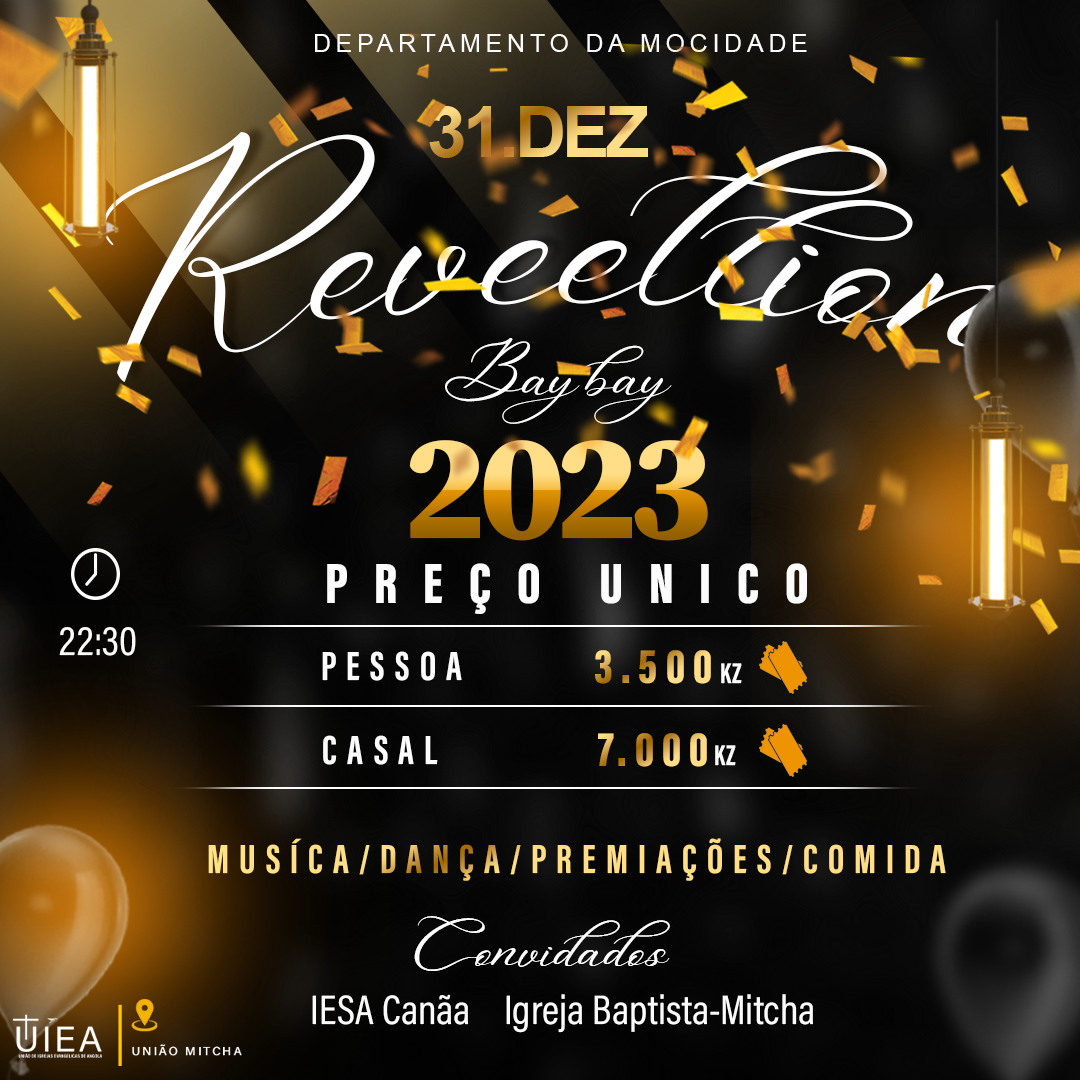 DEPARTAMENTO DA MOCIDADE
31.DEZ
Reveellion
Bay bay
2023
PREÇO UNICO
22:30
PESSOA 3.500 KZ
CASAL 7.000 KZ
MUSÍCA/DANÇA/PREMIAÇÕES/COMIDA
Convidados
IESA Canãa Igreja Baptista-Mitcha
UIEA
UNIÃO DE IGREJAS EVANGELICAS DE ANGOLA
UNIÃO MITCHA